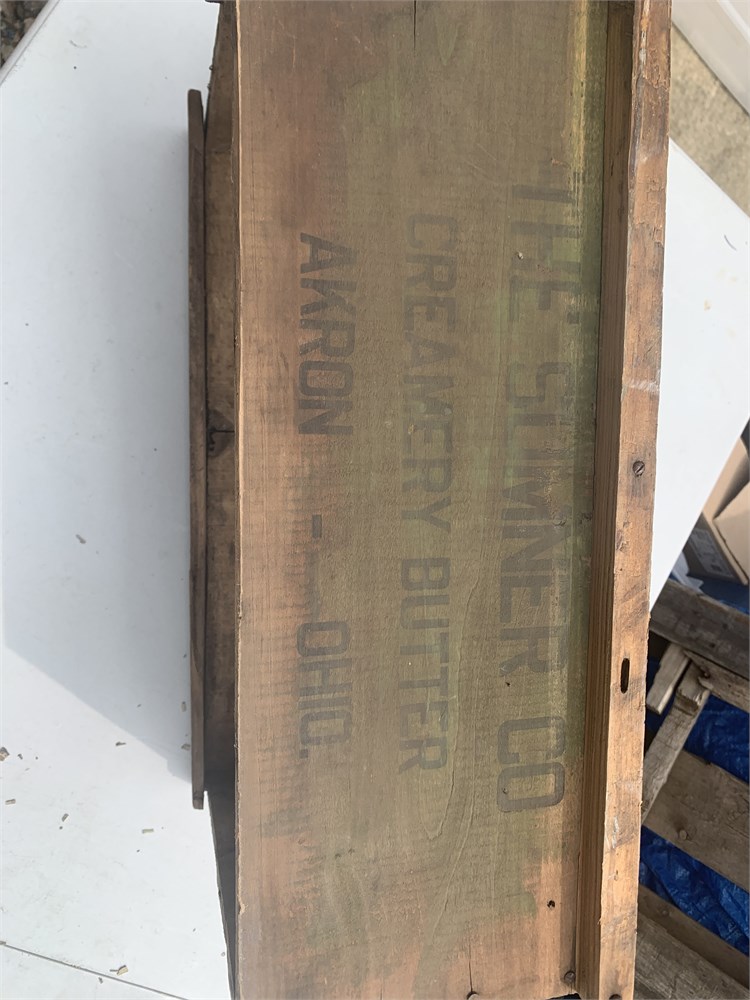 THE SUMNER CO
CREAMERY BUTTER
AKRON - OHIO.